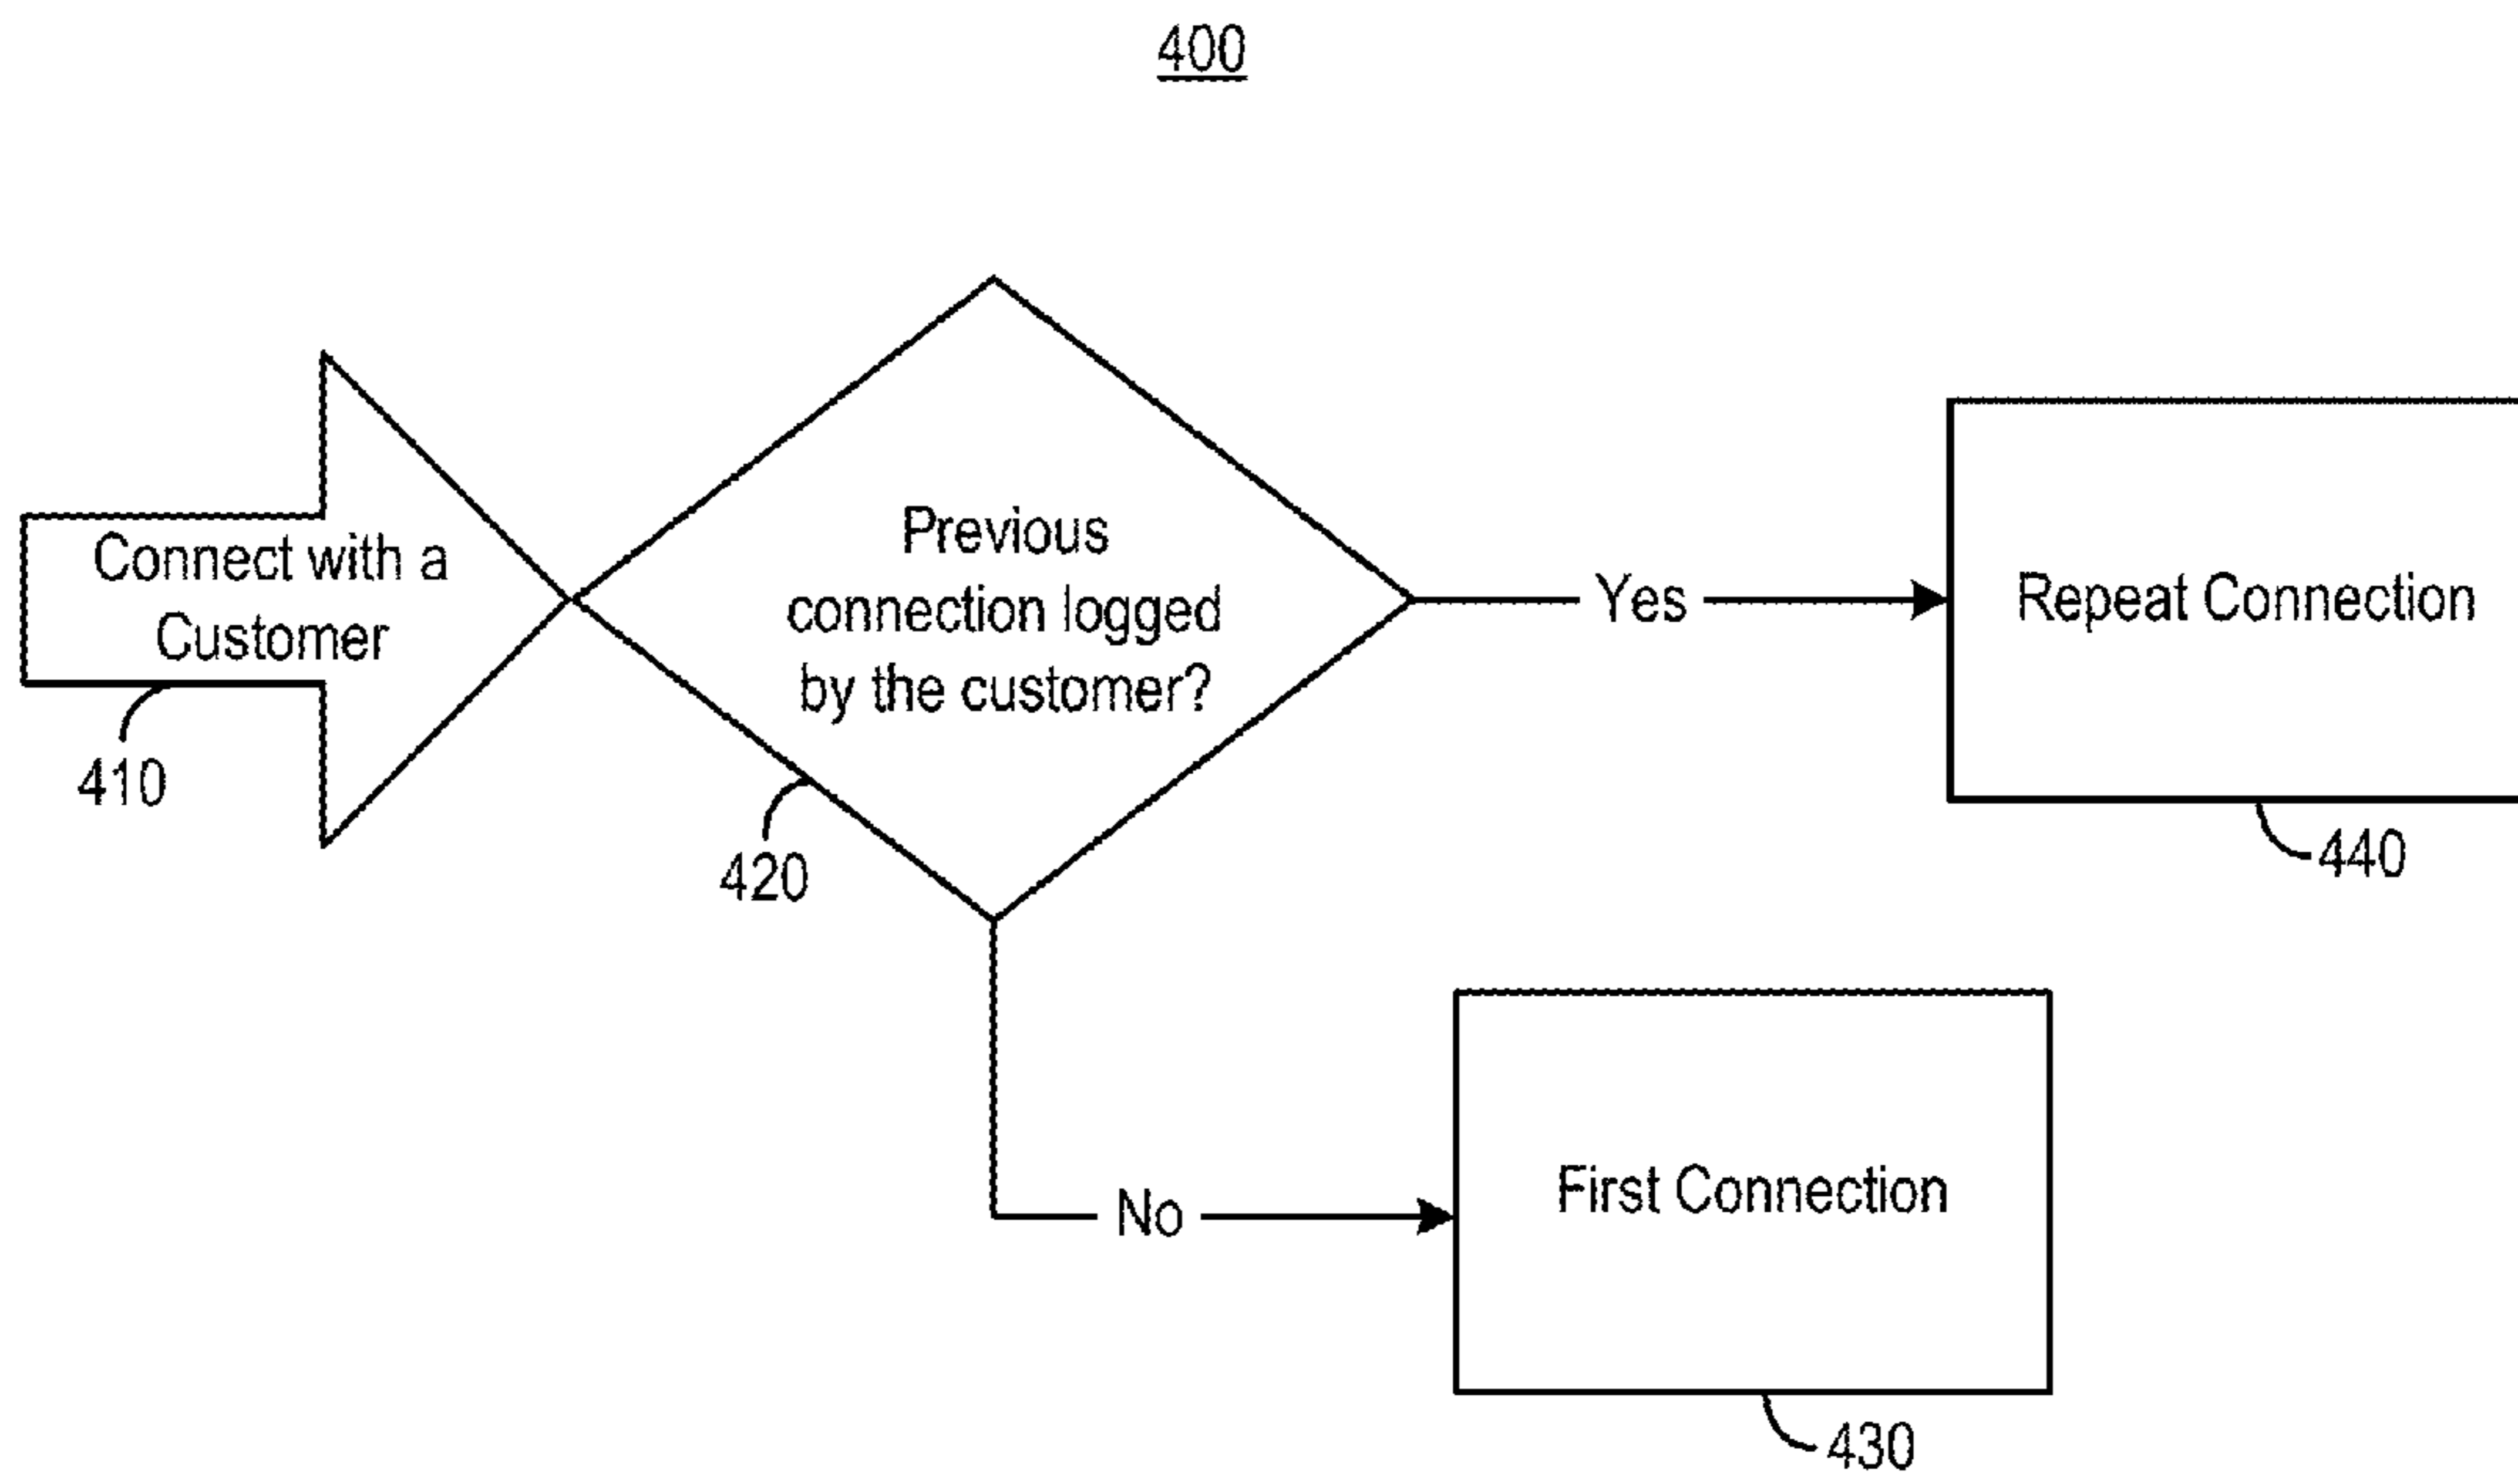 400
Connect with a
Customer
410
Previous
connection logged
by the customer?
420
Yes
Repeat Connection
440
No
First Connection
430